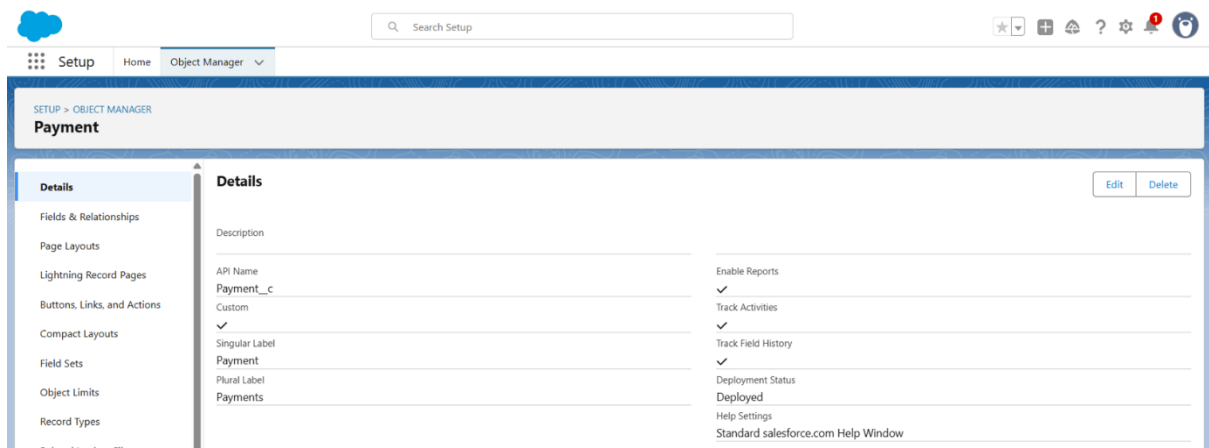 Search Setup
1
Setup
Home
Object Manager
SETUP > OBJECT MANAGER
Payment
Details
Fields & Relationships
Page Layouts
Lightning Record Pages
Buttons, Links, and Actions
Compact Layouts
Field Sets
Object Limits
Record Types
Details
Edit
Delete
Description
API Name
Payment__c
Custom
Singular Label
Payment
Plural Label
Payments
Enable Reports
Track Activities
Track Field History
Deployment Status
Deployed
Help Settings
Standard salesforce.com Help Window